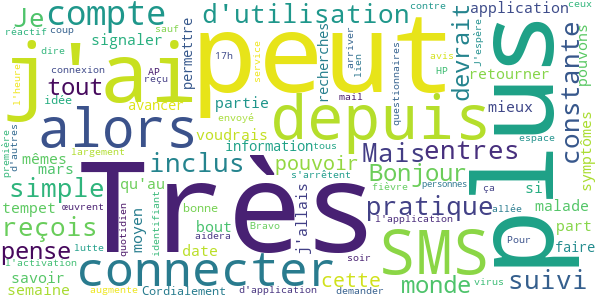 Je
compte
d'utilisation
contre
application
ceux
réactif
coup
sauf
signaler
permettre
17h
recherches
dire
arriver
lien
questionnaires
avis
devrait
J'espère
pouvons
j'ai
peut
plus
connexion
AP
reçu
service
HP
retourner
l'heure
tout
idée
avancer
envoyé
partie
mail
mieux
constante
première
d'autres
alors
depuis
voudrais
information
tous
espace
symptômes
largement
Mais
entres
mêmes
mars
Très
inclus
pouvoir
s'arrêtent
Bonjour
simple
qu'au
fièvre
personnes
ça
si
malade
tempet
œuvrent
quotidien
moyen
identifiant
bonne
aidera
Bravo
j'allais
pratique
l'application
allée
part
reçois
bout
SMS
Pour
faire
pense
lutte
date
soir
cette
monde
suivi
l'activation
connecter
savoir
semaine
augmente
Cordialement
d'application
demander
virus